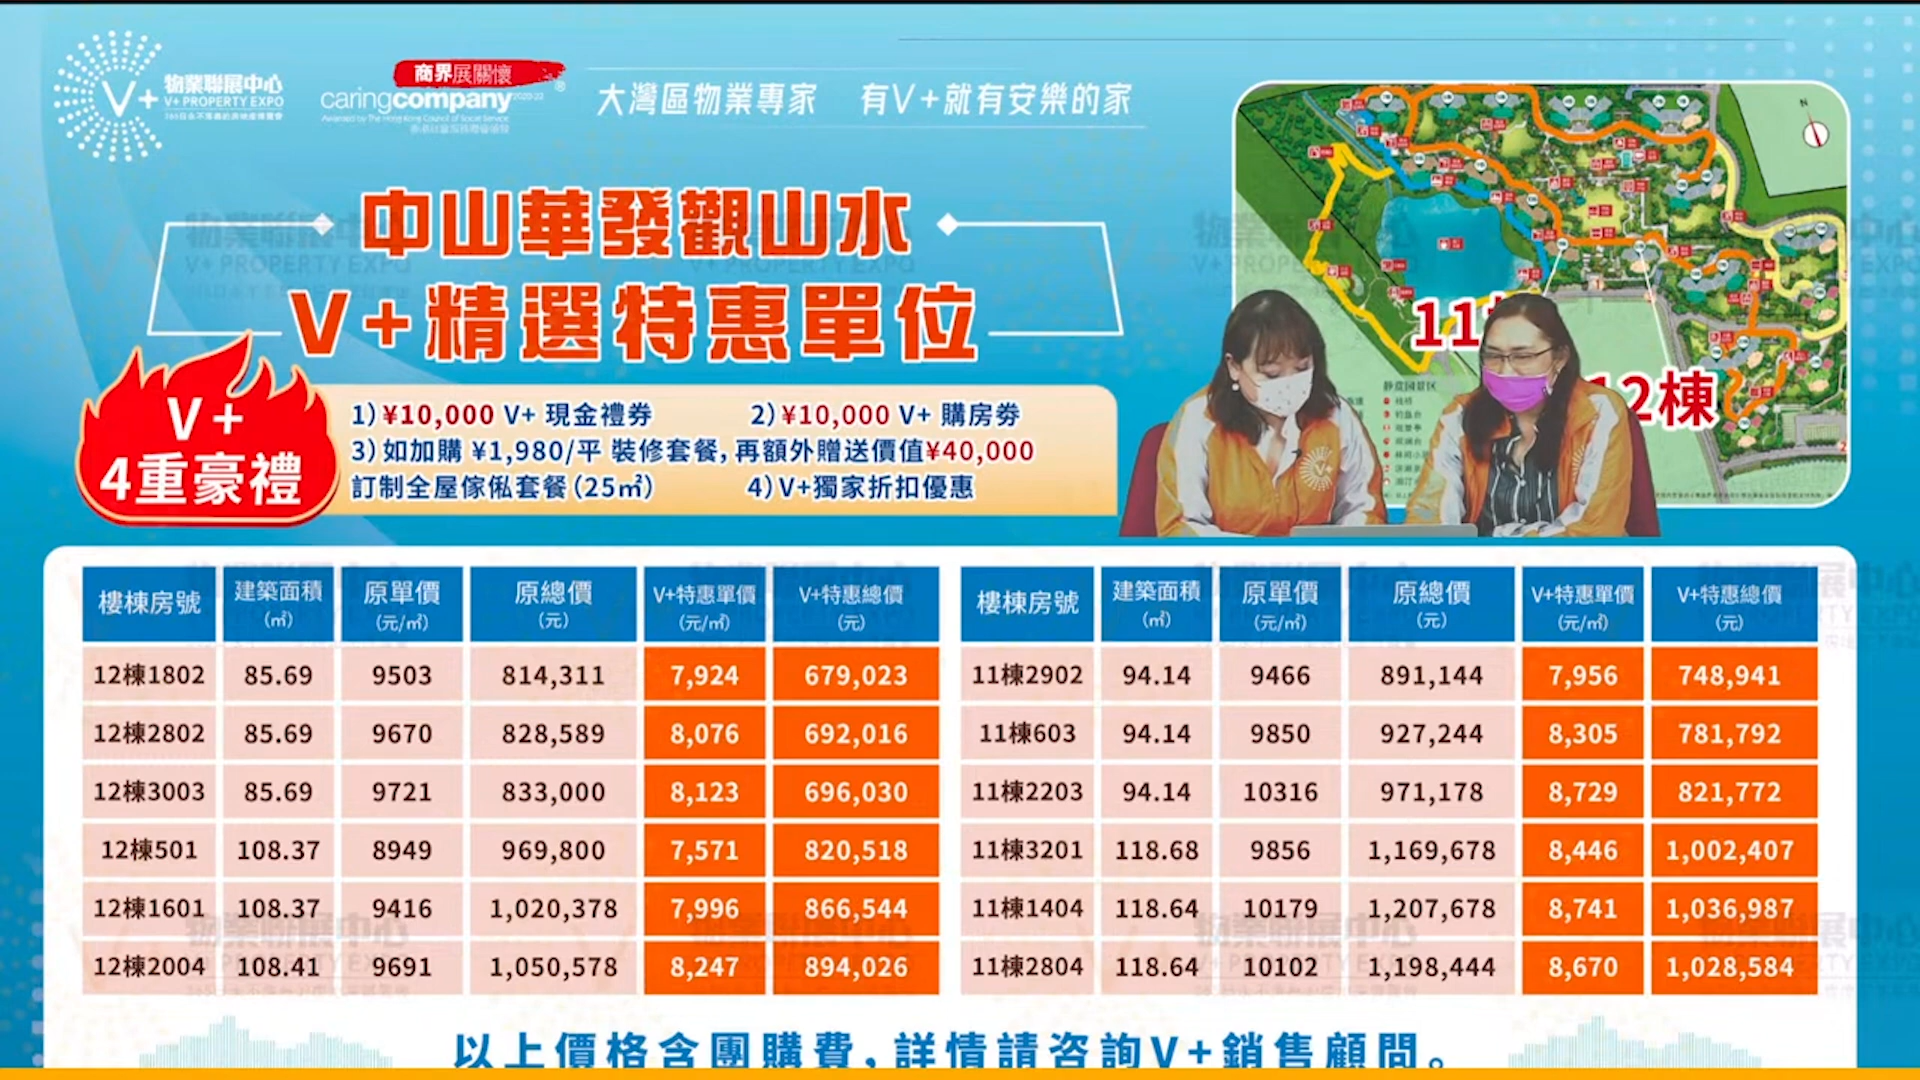 物業聯展中心
V+ PROPERTY EXPO
商界展關懷
caringcompany
2022-23
Awarded by The Hong Kong Council of Social Service
大灣區物業專家 有V+就有安樂的家
中山華發觀山水
V+精選特惠單位
V+
4重豪禮
1)¥10,000 V+ 現金禮券 2)¥10,000 V+ 購房券
3)如加購 ¥1,980/平 裝修套餐,再額外贈送價值¥40,000
訂制全屋傢俬套餐(25㎡) 4)V+獨家折扣優惠
N
11
12棟
樓棟房號 建築面積(㎡) 原單價(元/㎡) 原總價(元) V+特惠單價(元/㎡) V+特惠總價(元)
12棟1802 85.69 9503 814,311 7,924 679,023
12棟2802 85.69 9670 828,589 8,076 692,016
12棟3003 85.69 9721 833,000 8,123 696,030
12棟501 108.37 8949 969,800 7,571 820,518
12棟1601 108.37 9416 1,020,378 7,996 866,544
12棟2004 108.41 9691 1,050,578 8,247 894,026
樓棟房號 建築面積(㎡) 原單價(元/㎡) 原總價(元) V+特惠單價(元/㎡) V+特惠總價(元)
11棟2902 94.14 9466 891,144 7,956 748,941
11棟603 94.14 9850 927,244 8,305 781,792
11棟2203 94.14 10316 971,178 8,729 821,772
11棟3201 118.68 9856 1,169,678 8,446 1,002,407
11棟1404 118.64 10179 1,207,678 8,741 1,036,987
11棟2804 118.64 10102 1,198,444 8,670 1,028,584
以上價格含團購費,詳情請咨詢V+銷售顧問。